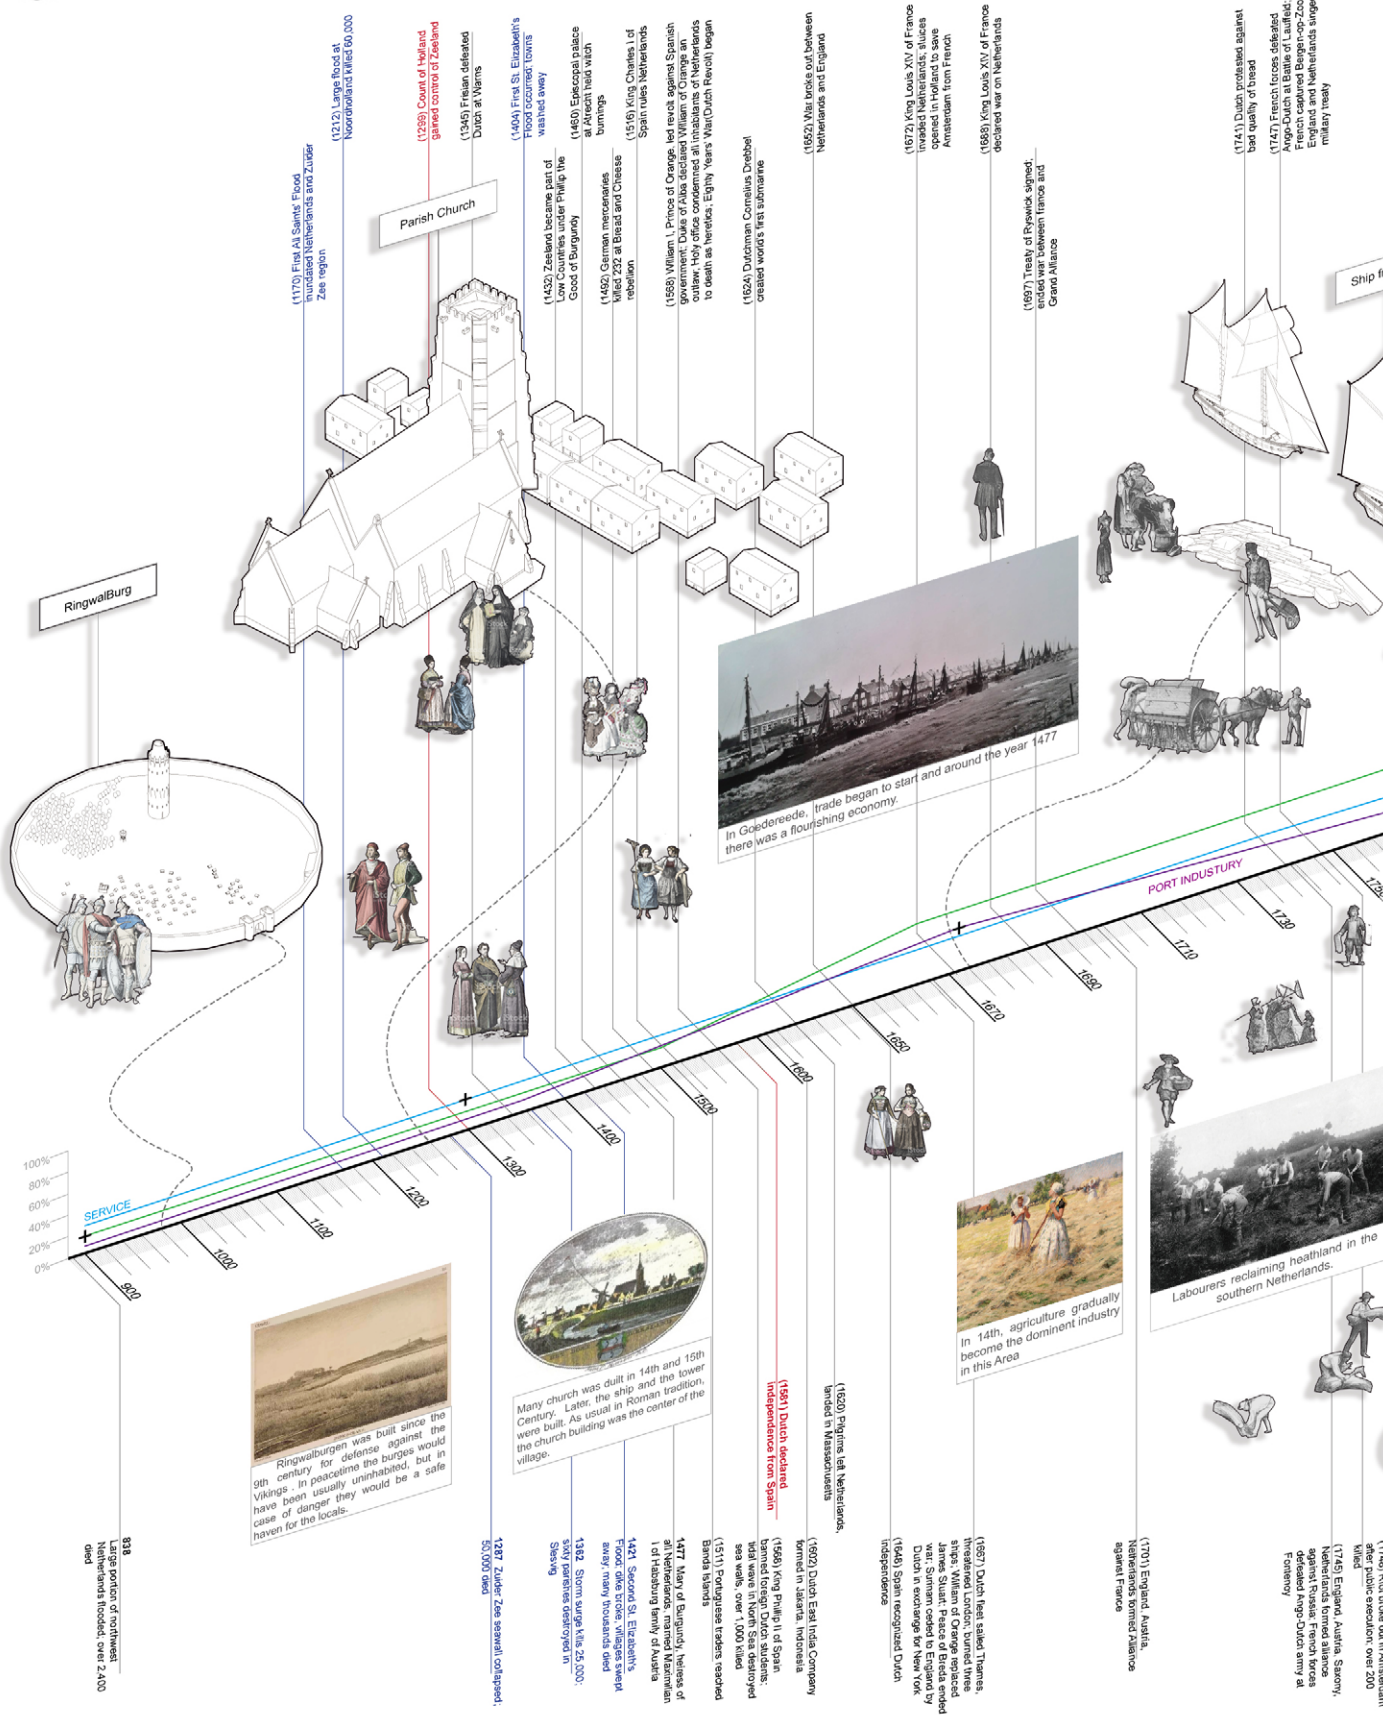 (1170) First All Saints' Flood
inundated Netherlands and Zuider
Zee region
(1212) Large flood at
Noordholland killed 60,000
(1299) Count of Holland
gained control of Zeeland
(1345) Frisian defeated
Dutch at Warns
(1404) First St. Elizabeth's
Flood occurred; towns
washed away
(1432) Zeeland became part of
Low Countries under Phillip the
Good of Burgundy
(1460) Episcopal palace
at Atrecht held witch
burnings
(1492) German mercenaries
killed 232 at Bread and Cheese
rebellion
(1516) King Charles I of
Spain rules Netherlands
(1568) William I, Prince of Orange, led revolt against Spanish
government; Duke of Alba declared William of Orange an
outlaw; Holy office condemned all inhabitants of Netherlands
to death as heretics; Eighty Years' War(Dutch Revolt) began
(1624) Dutchman Cornelius Drebbel
created world's first submarine
(1652) War broke out between
Netherlands and England
(1672) King Louis XIV of France
invaded Netherlands, sluices
opened in Holland to save
Amsterdam from French
(1688) King Louis XIV of France
declared war on Netherlands
(1697) Treaty of Ryswick signed;
ended war between france and
Grand Alliance
(1741) Dutch protested against
bad quality of bread
(1747) French forces defeated
Ango-Dutch at Battle of Lauffeld;
French captured Bergen-op-Zoo
England and Netherlands singe
military treaty
Parish Church
Ship f
RingwalBurg
In Goedereede, trade began to start and around the year 1477
there was a flourishing economy.
PORT INDUSTURY
SERVICE
100%
80%
60%
40%
20%
0%
900
1000
1100
1200
1300
1400
1500
1600
1650
1670
1690
1710
1730
1750
Ringwalburgen was built since the
9th century for defense against the
Vikings . In peacetime the burges would
have been usually uninhabited, but in
case of danger they would be a safe
haven for the locals.
Many church was duilt in 14th and 15th
Century. Later, the ship and the tower
were built. As usual in Roman tradition,
the church building was the center of the
village.
In 14th, agriculture gradually
become the dominent industry
in this Area
Labourers reclaiming heathland in the
southern Netherlands.
838
Large portion of northwest
Netherlands flooded; over 2,400
died
1287 Zuider Zee seawall collapsed;
50,000 died
1362 Storm surge kills 25,000;
sixty parishes destroyed in
Slesvig
1421 Second St. Elizabeth's
Flood; dike broke, villages swept
away; many thousands died
1477 Mary of Burgundy, heiress of
all Netherlands, married Maximilian
I of Habsburg family of Austria
(1511) Portuguese traders reached
Banda Islands
(1566) King Phillip II of Spain
banned foreign Dutch students;
tidal wave in North Sea destroyed
sea walls, over 1,000 killed
(1581) Dutch declared
independence from Spain
(1602) Dutch East India Company
formed in Jakarta, Indonesia
(1620) Pilgrims left Netherlands,
landed in Massachusetts
(1648) Spain recognized Dutch
independence
(1667) Dutch fleet sailed Thames,
threatened London; burned three
ships; William of Orange replaced
James Stuart; Peace of Breda ended
war; Surinam ceded to England by
Dutch in exchange for New York
(1701) England, Austria,
Netherlands formed Alliance
against France
(1745) England, Austria, Saxony,
Netherlands formed alliance
against Russia; French forces
defeated Ango-Dutch army at
Fontenoy
after public execution; over 200
killed